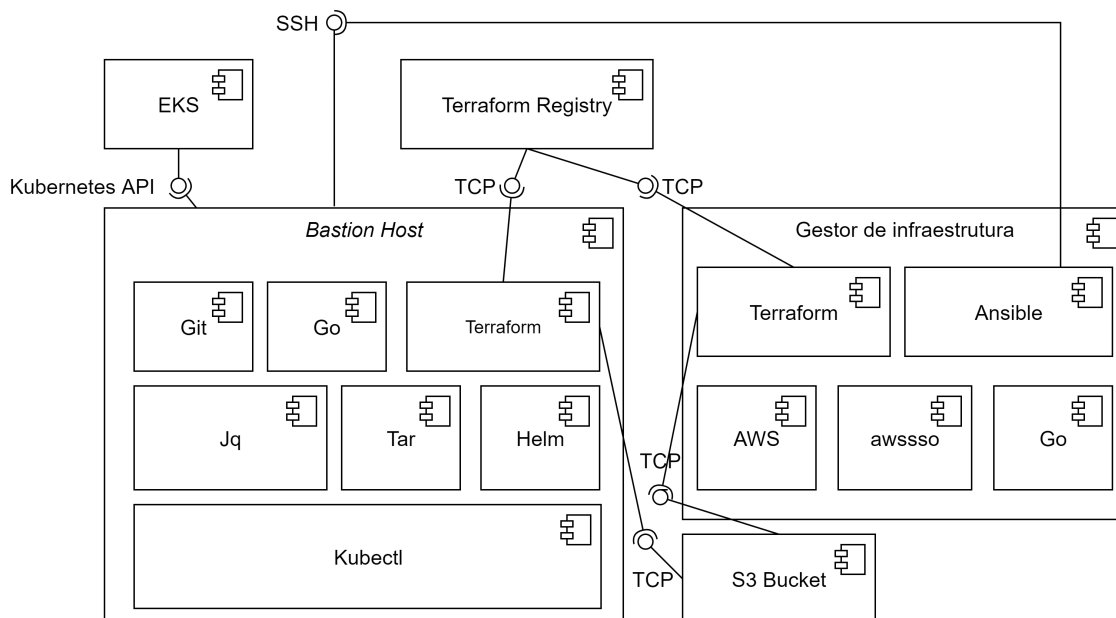 SSH
EKS
Terraform Registry
Kubernetes API
TCP
TCP
Bastion Host
Gestor de infraestrutura
Git
Go
Terraform
Terraform
Ansible
Jq
Tar
Helm
AWS
awssso
Go
TCP
Kubectl
TCP
S3 Bucket